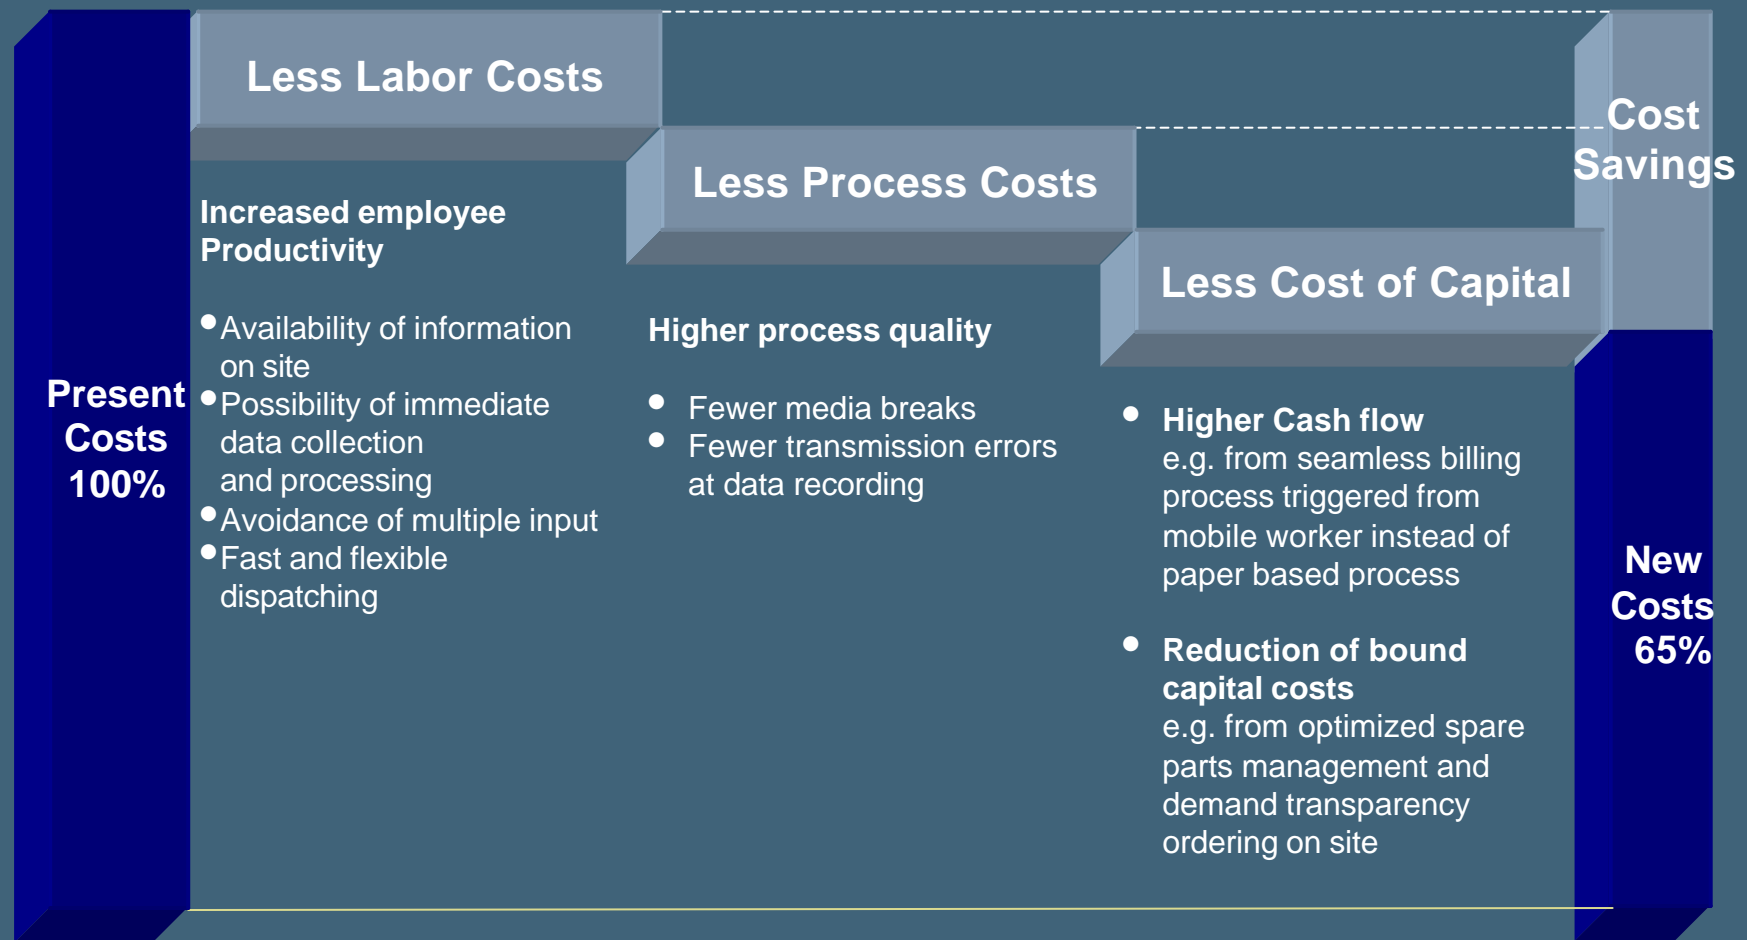 Less Labor Costs
Less Process Costs
Less Cost of Capital
Cost
Savings
Present
Costs
100%
Increased employee
Productivity
●Availability of information
on site
●Possibility of immediate
data collection
and processing
●Avoidance of multiple input
●Fast and flexible
dispatching
Higher process quality
● Fewer media breaks
● Fewer transmission errors
at data recording
● Higher Cash flow
e.g. from seamless billing
process triggered from
mobile worker instead of
paper based process
● Reduction of bound
capital costs
e.g. from optimized spare
parts management and
demand transparency
ordering on site
New
Costs
65%